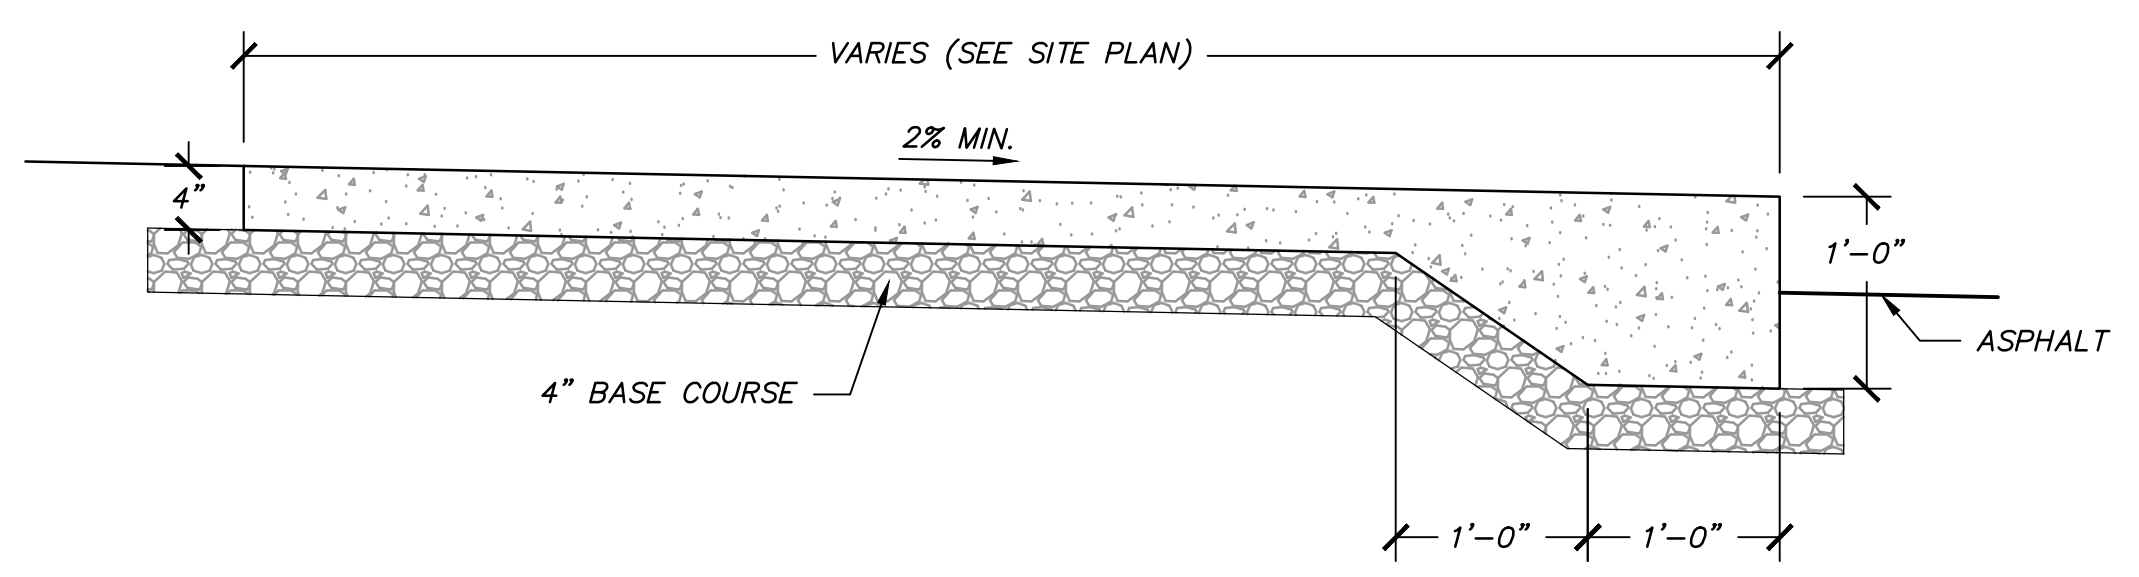 VARIES (SEE SITE PLAN)
2% MIN.
4"
1'-0"
ASPHALT
4" BASE COURSE
1'-0"
1'-0"